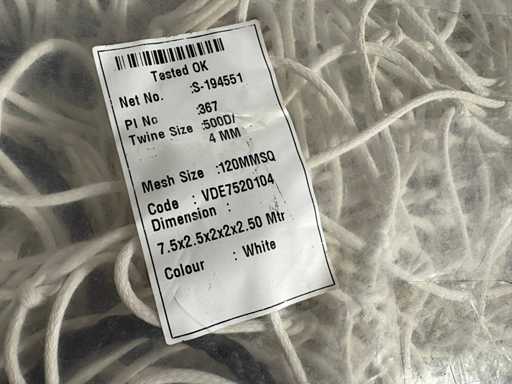 Tested OK
Net No. :S-194551
PI No :367
Twine Size :500D/
4 MM
Mesh Size :120MMSQ
Code : VDE7520104
Dimension :
7.5x2.5x2x2x2.50 Mtr
Colour : White